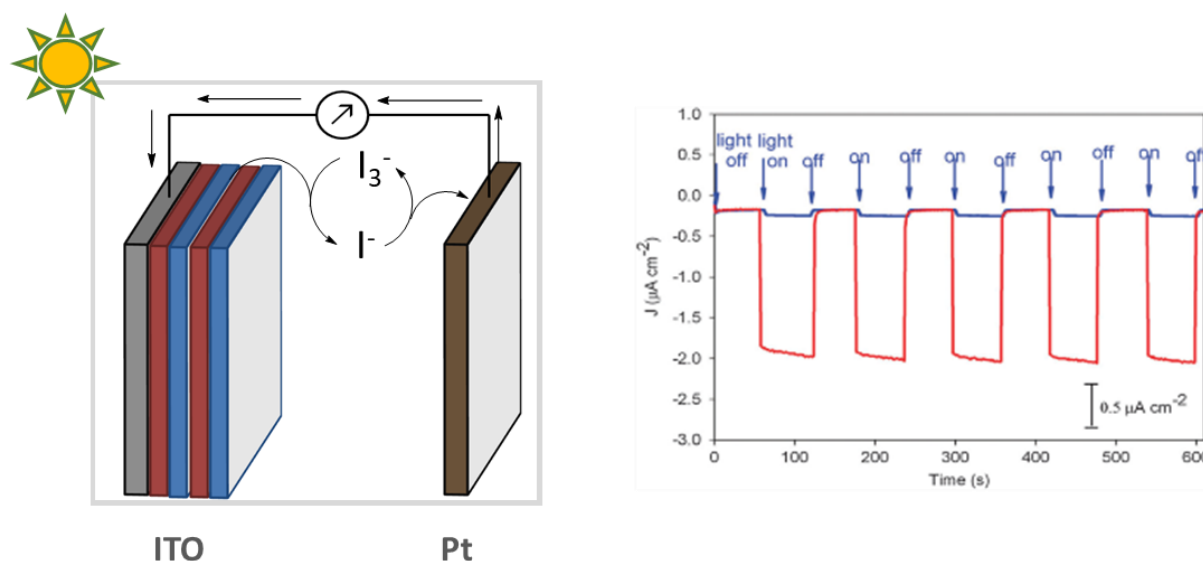 I3-
I-
ITO
Pt
1.0
0.5
0.0
-0.5
-1.0
-1.5
-2.0
-2.5
-3.0
J (µA cm-2)
light light
off on off on off on off on off on of
0.5 µA cm-2
0 100 200 300 400 500 600
Time (s)